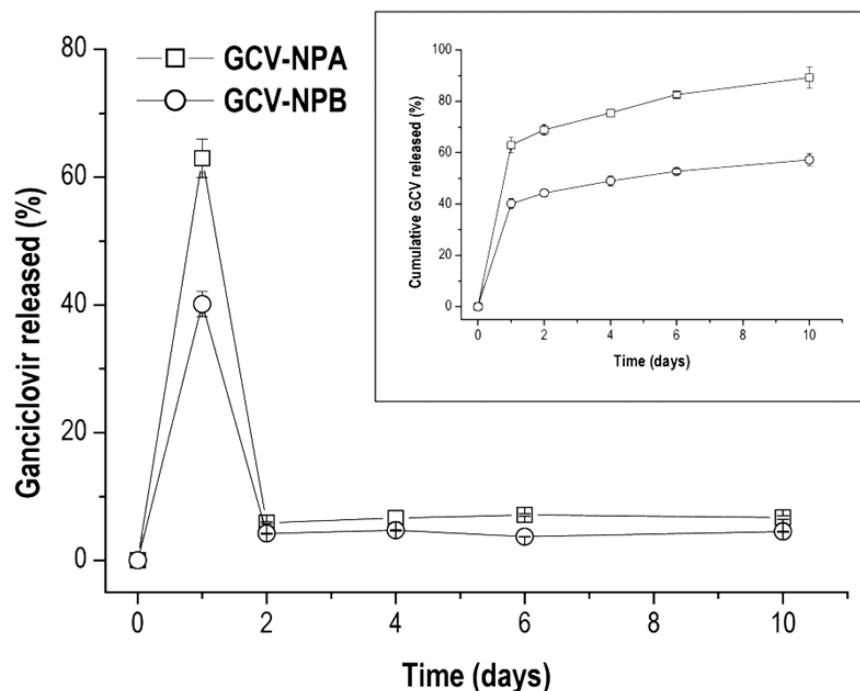 80
60
40
20
0
Ganciclovir released (%)
0 2 4 6 8 10
Time (days)
GCV-NPA
GCV-NPB
100
80
60
40
20
0
Cumulative GCV released (%)
0 2 4 6 8 10
Time (days)